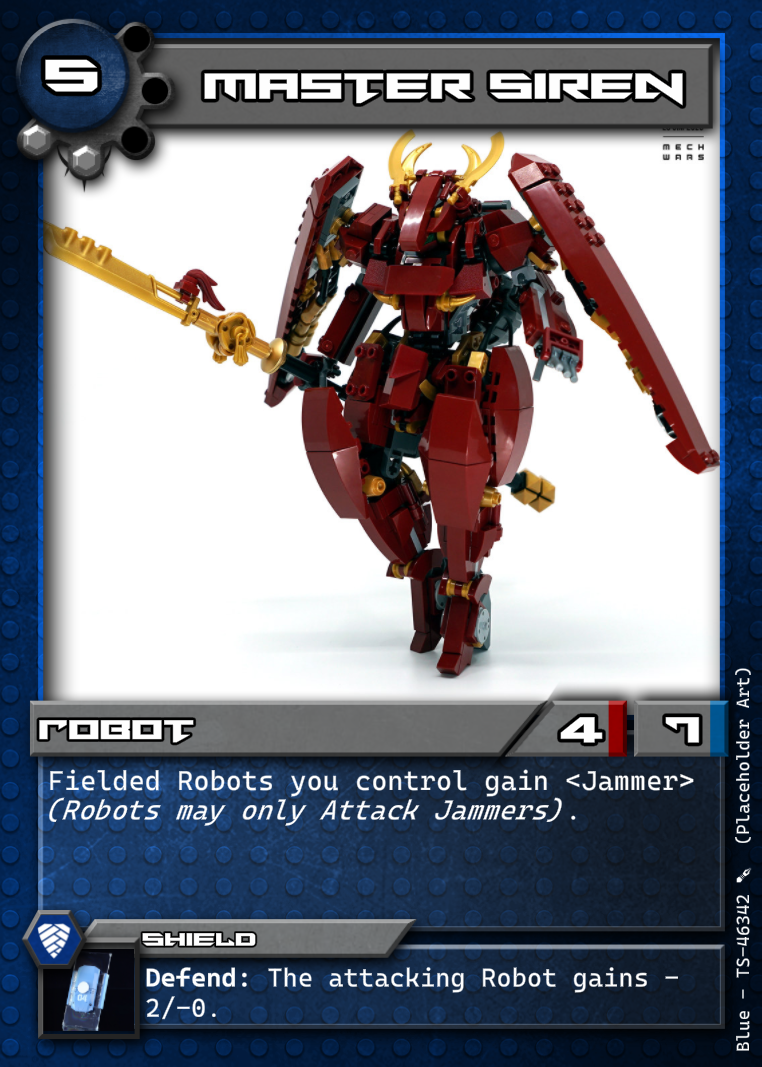 5
MASTER SIREN
MECH
WARS
ROBOT
4
7
Fielded Robots you control gain <Jammer>
(Robots may only Attack Jammers).
SHIELD
Defend: The attacking Robot gains −
2/−0.
Blue − TS−46342 (Placeholder Art)